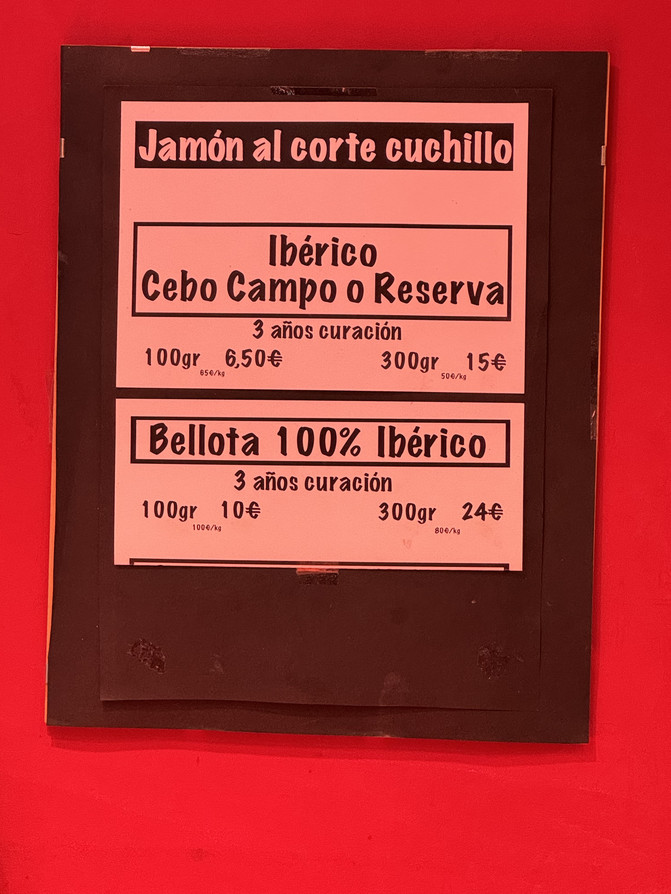 Jamón al corte cuchillo
Ibérico
Cebo Campo o Reserva
3 años curación
100gr 6,50€ 300gr 15€
65€/kg 50€/kg
Bellota 100% Ibérico
3 años curación
100gr 10€ 300gr 24€
100€/kg 80€/kg